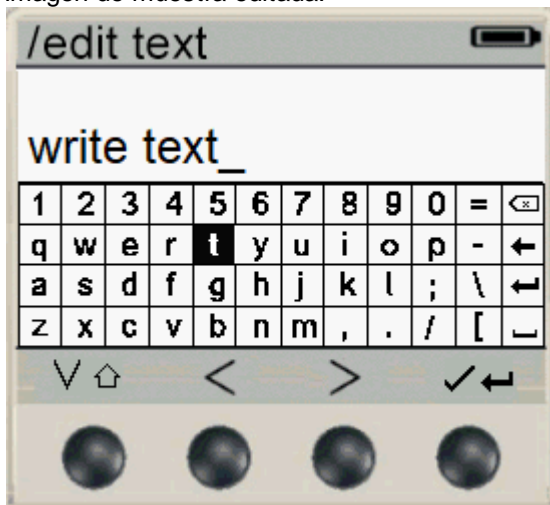 imagen de muestra editada.
/edit text
write text_
1 2 3 4 5 6 7 8 9 0 =
q w e r t y u i o p -
a s d f g h j k l ; \
z x c v b n m , . / [